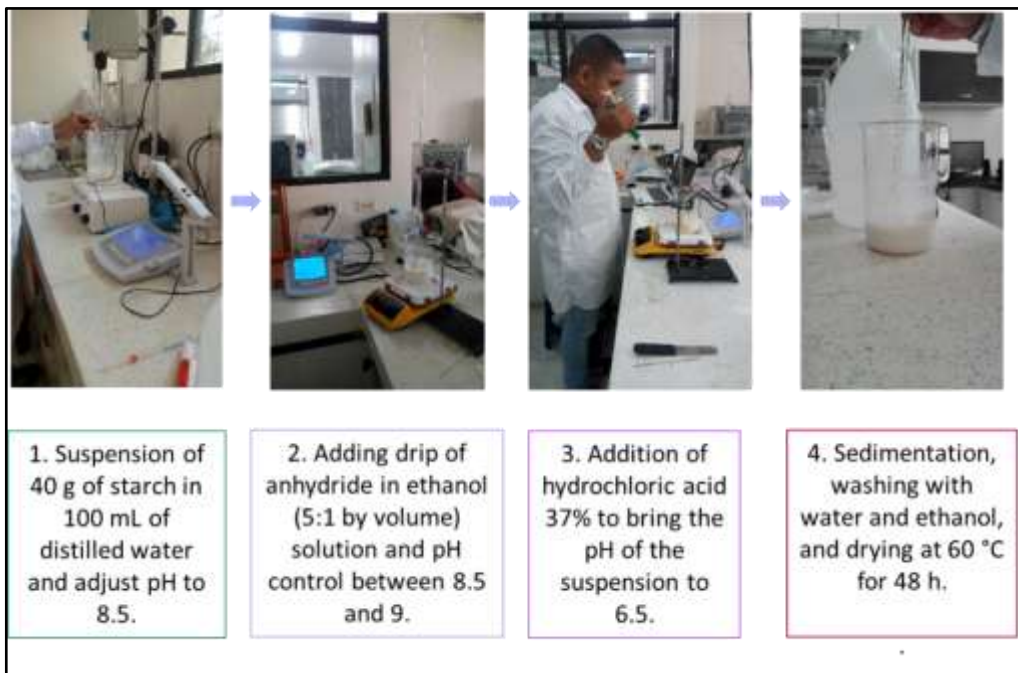 1. Suspension of
40 g of starch in
100 mL of
distilled water
and adjust pH to
8.5.
2. Adding drip of
anhydride in ethanol
(5:1 by volume)
solution and pH
control between 8.5
and 9.
3. Addition of
hydrochloric acid
37% to bring the
pH of the
suspension to
6.5.
4. Sedimentation,
washing with
water and ethanol,
and drying at 60 °C
for 48 h.